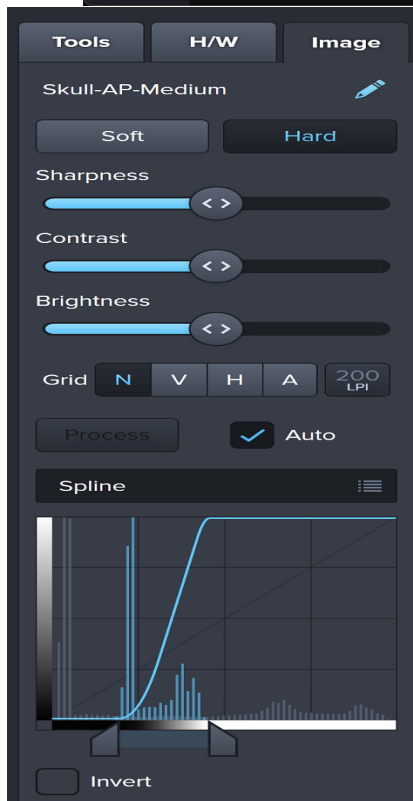 Tools H/W Image
Skull-AP-Medium
Soft Hard
Sharpness
Contrast
Brightness
Grid N V H A 200 LPI
Process Auto
Spline
Invert